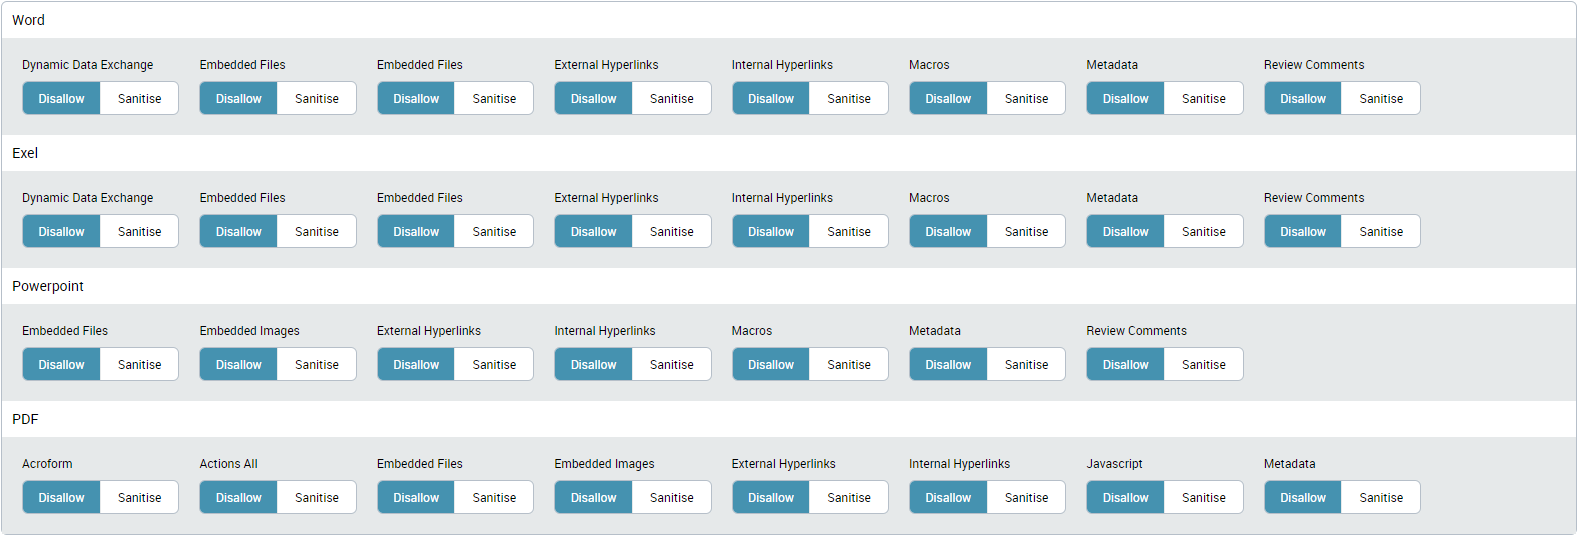 Word
Dynamic Data Exchange Embedded Files Embedded Files External Hyperlinks Internal Hyperlinks Macros Metadata Review Comments
Disallow Sanitise Disallow Sanitise Disallow Sanitise Disallow Sanitise Disallow Sanitise Disallow Sanitise Disallow Sanitise Disallow Sanitise
Exel
Dynamic Data Exchange Embedded Files Embedded Files External Hyperlinks Internal Hyperlinks Macros Metadata Review Comments
Disallow Sanitise Disallow Sanitise Disallow Sanitise Disallow Sanitise Disallow Sanitise Disallow Sanitise Disallow Sanitise Disallow Sanitise
Powerpoint
Embedded Files Embedded Images External Hyperlinks Internal Hyperlinks Macros Metadata Review Comments
Disallow Sanitise Disallow Sanitise Disallow Sanitise Disallow Sanitise Disallow Sanitise Disallow Sanitise Disallow Sanitise
PDF
Acroform Actions All Embedded Files Embedded Images External Hyperlinks Internal Hyperlinks Javascript Metadata
Disallow Sanitise Disallow Sanitise Disallow Sanitise Disallow Sanitise Disallow Sanitise Disallow Sanitise Disallow Sanitise Disallow Sanitise